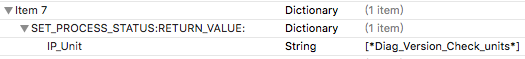 Item 7 Dictionary (1 item)
SET_PROCESS_STATUS:RETURN_VALUE: Dictionary (1 item)
IP_Unit String [*Diag_Version_Check_units*]